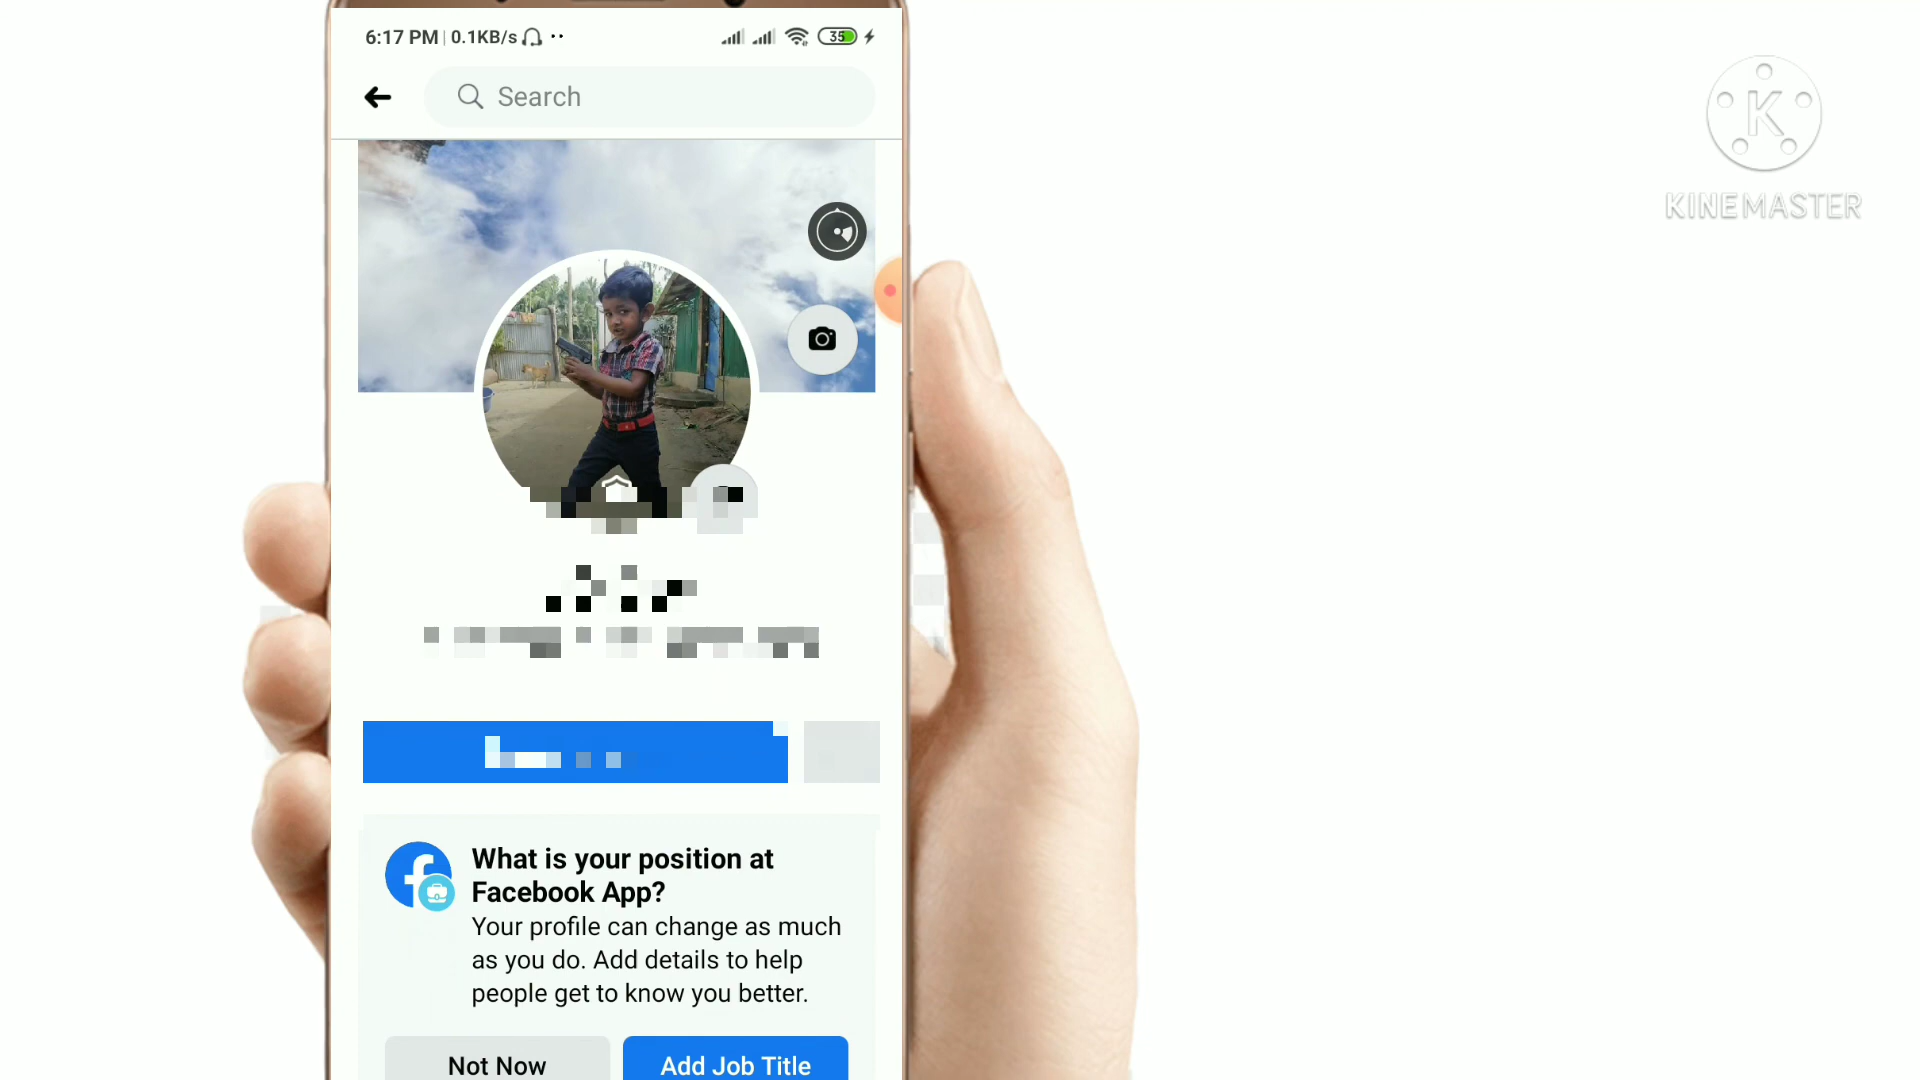 6:17 PM | 0.1KB/s
35
Search
KINEMASTER
What is your position at
Facebook App?
Your profile can change as much
as you do. Add details to help
people get to know you better.
Not Now
Add Job Title